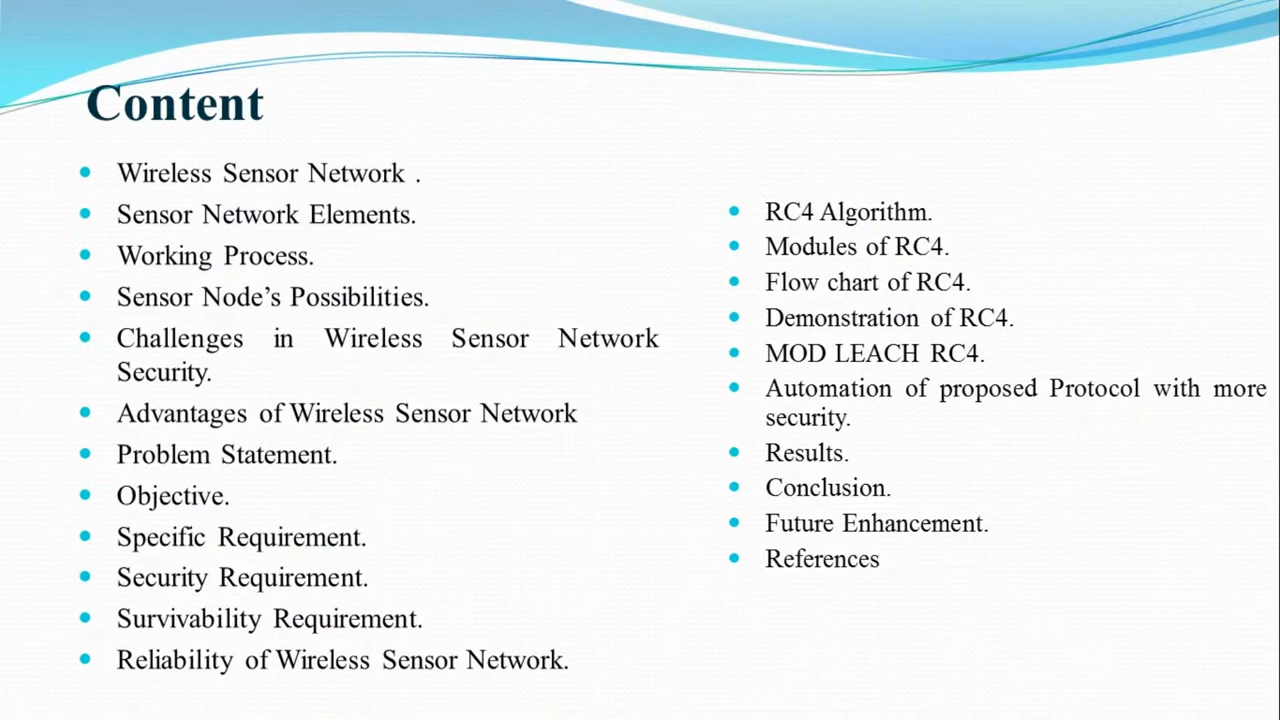 Content
Wireless Sensor Network .
Sensor Network Elements.
Working Process.
Sensor Node’s Possibilities.
Challenges in Wireless Sensor Network
Security.
Advantages of Wireless Sensor Network
Problem Statement.
Objective.
Specific Requirement.
Security Requirement.
Survivability Requirement.
Reliability of Wireless Sensor Network.
RC4 Algorithm.
Modules of RC4.
Flow chart of RC4.
Demonstration of RC4.
MOD LEACH RC4.
Automation of proposed Protocol with more
security.
Results.
Conclusion.
Future Enhancement.
References